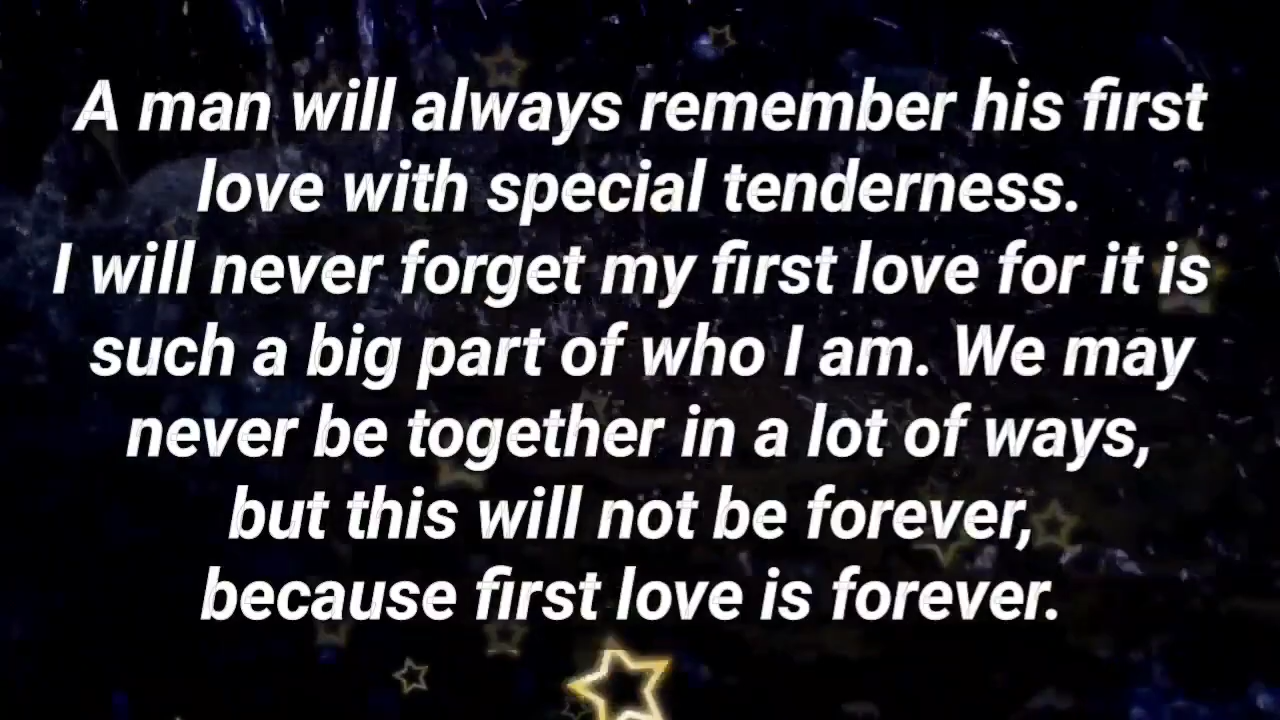 A man will always remember his first
love with special tenderness.
I will never forget my first love for it is
such a big part of who I am. We may
never be together in a lot of ways,
but this will not be forever,
because first love is forever.